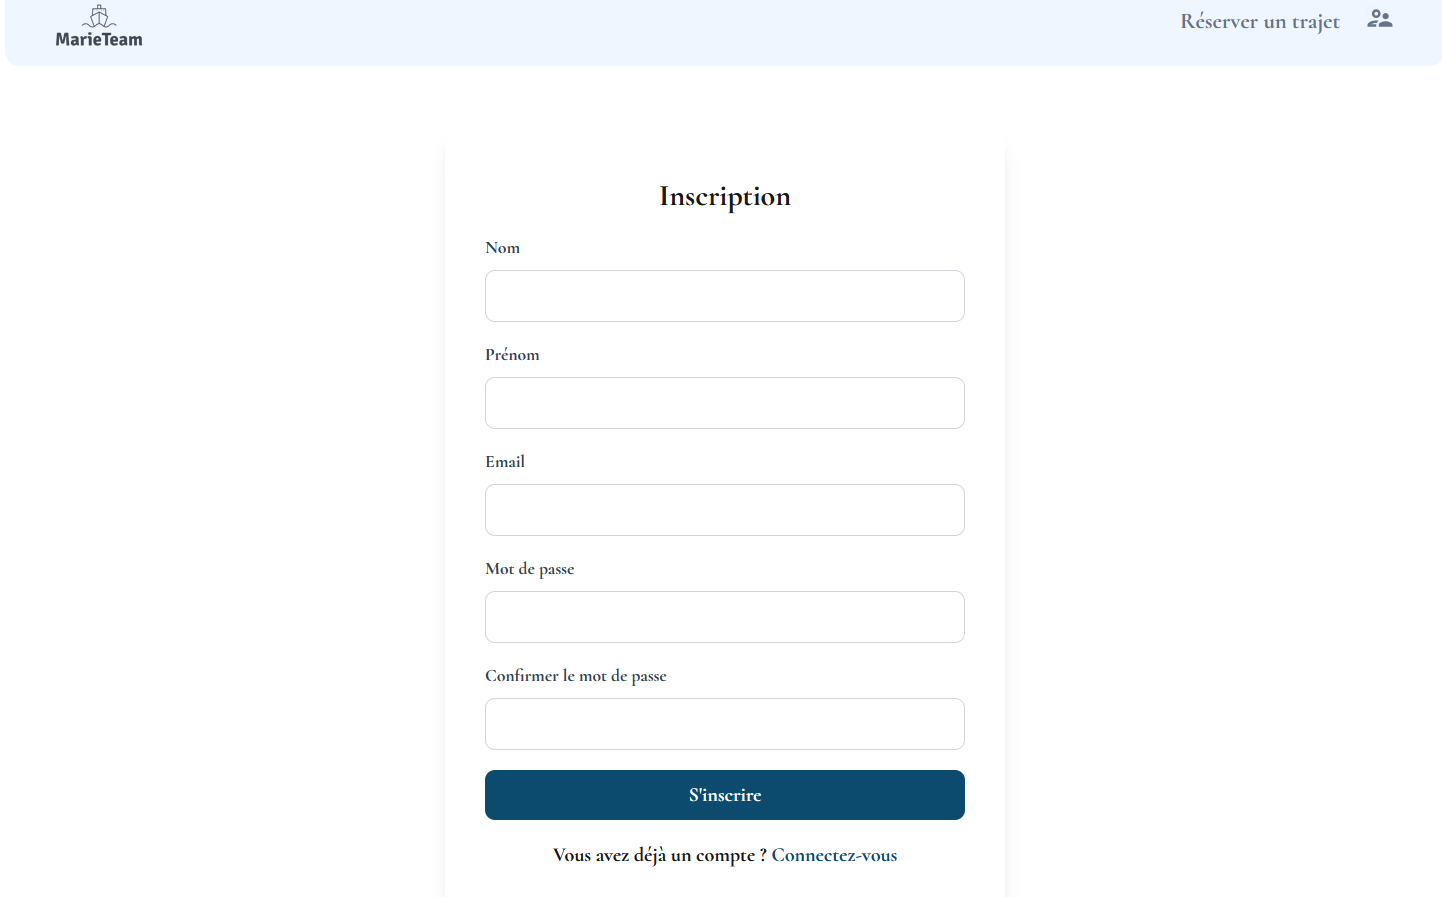 MarieTeam
Réserver un trajet
Inscription
Nom
Prénom
Email
Mot de passe
Confirmer le mot de passe
S'inscrire
Vous avez déjà un compte ? Connectez-vous